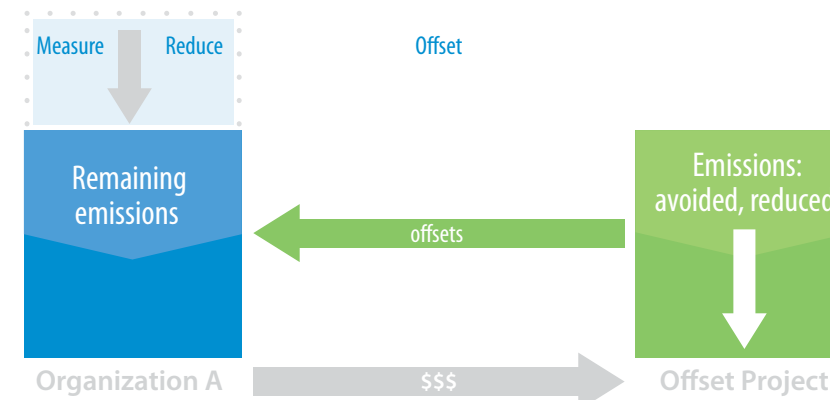 Measure Reduce Offset
Remaining
emissions
Emissions:
avoided, reduced
offsets
Organization A $$$ Offset Project